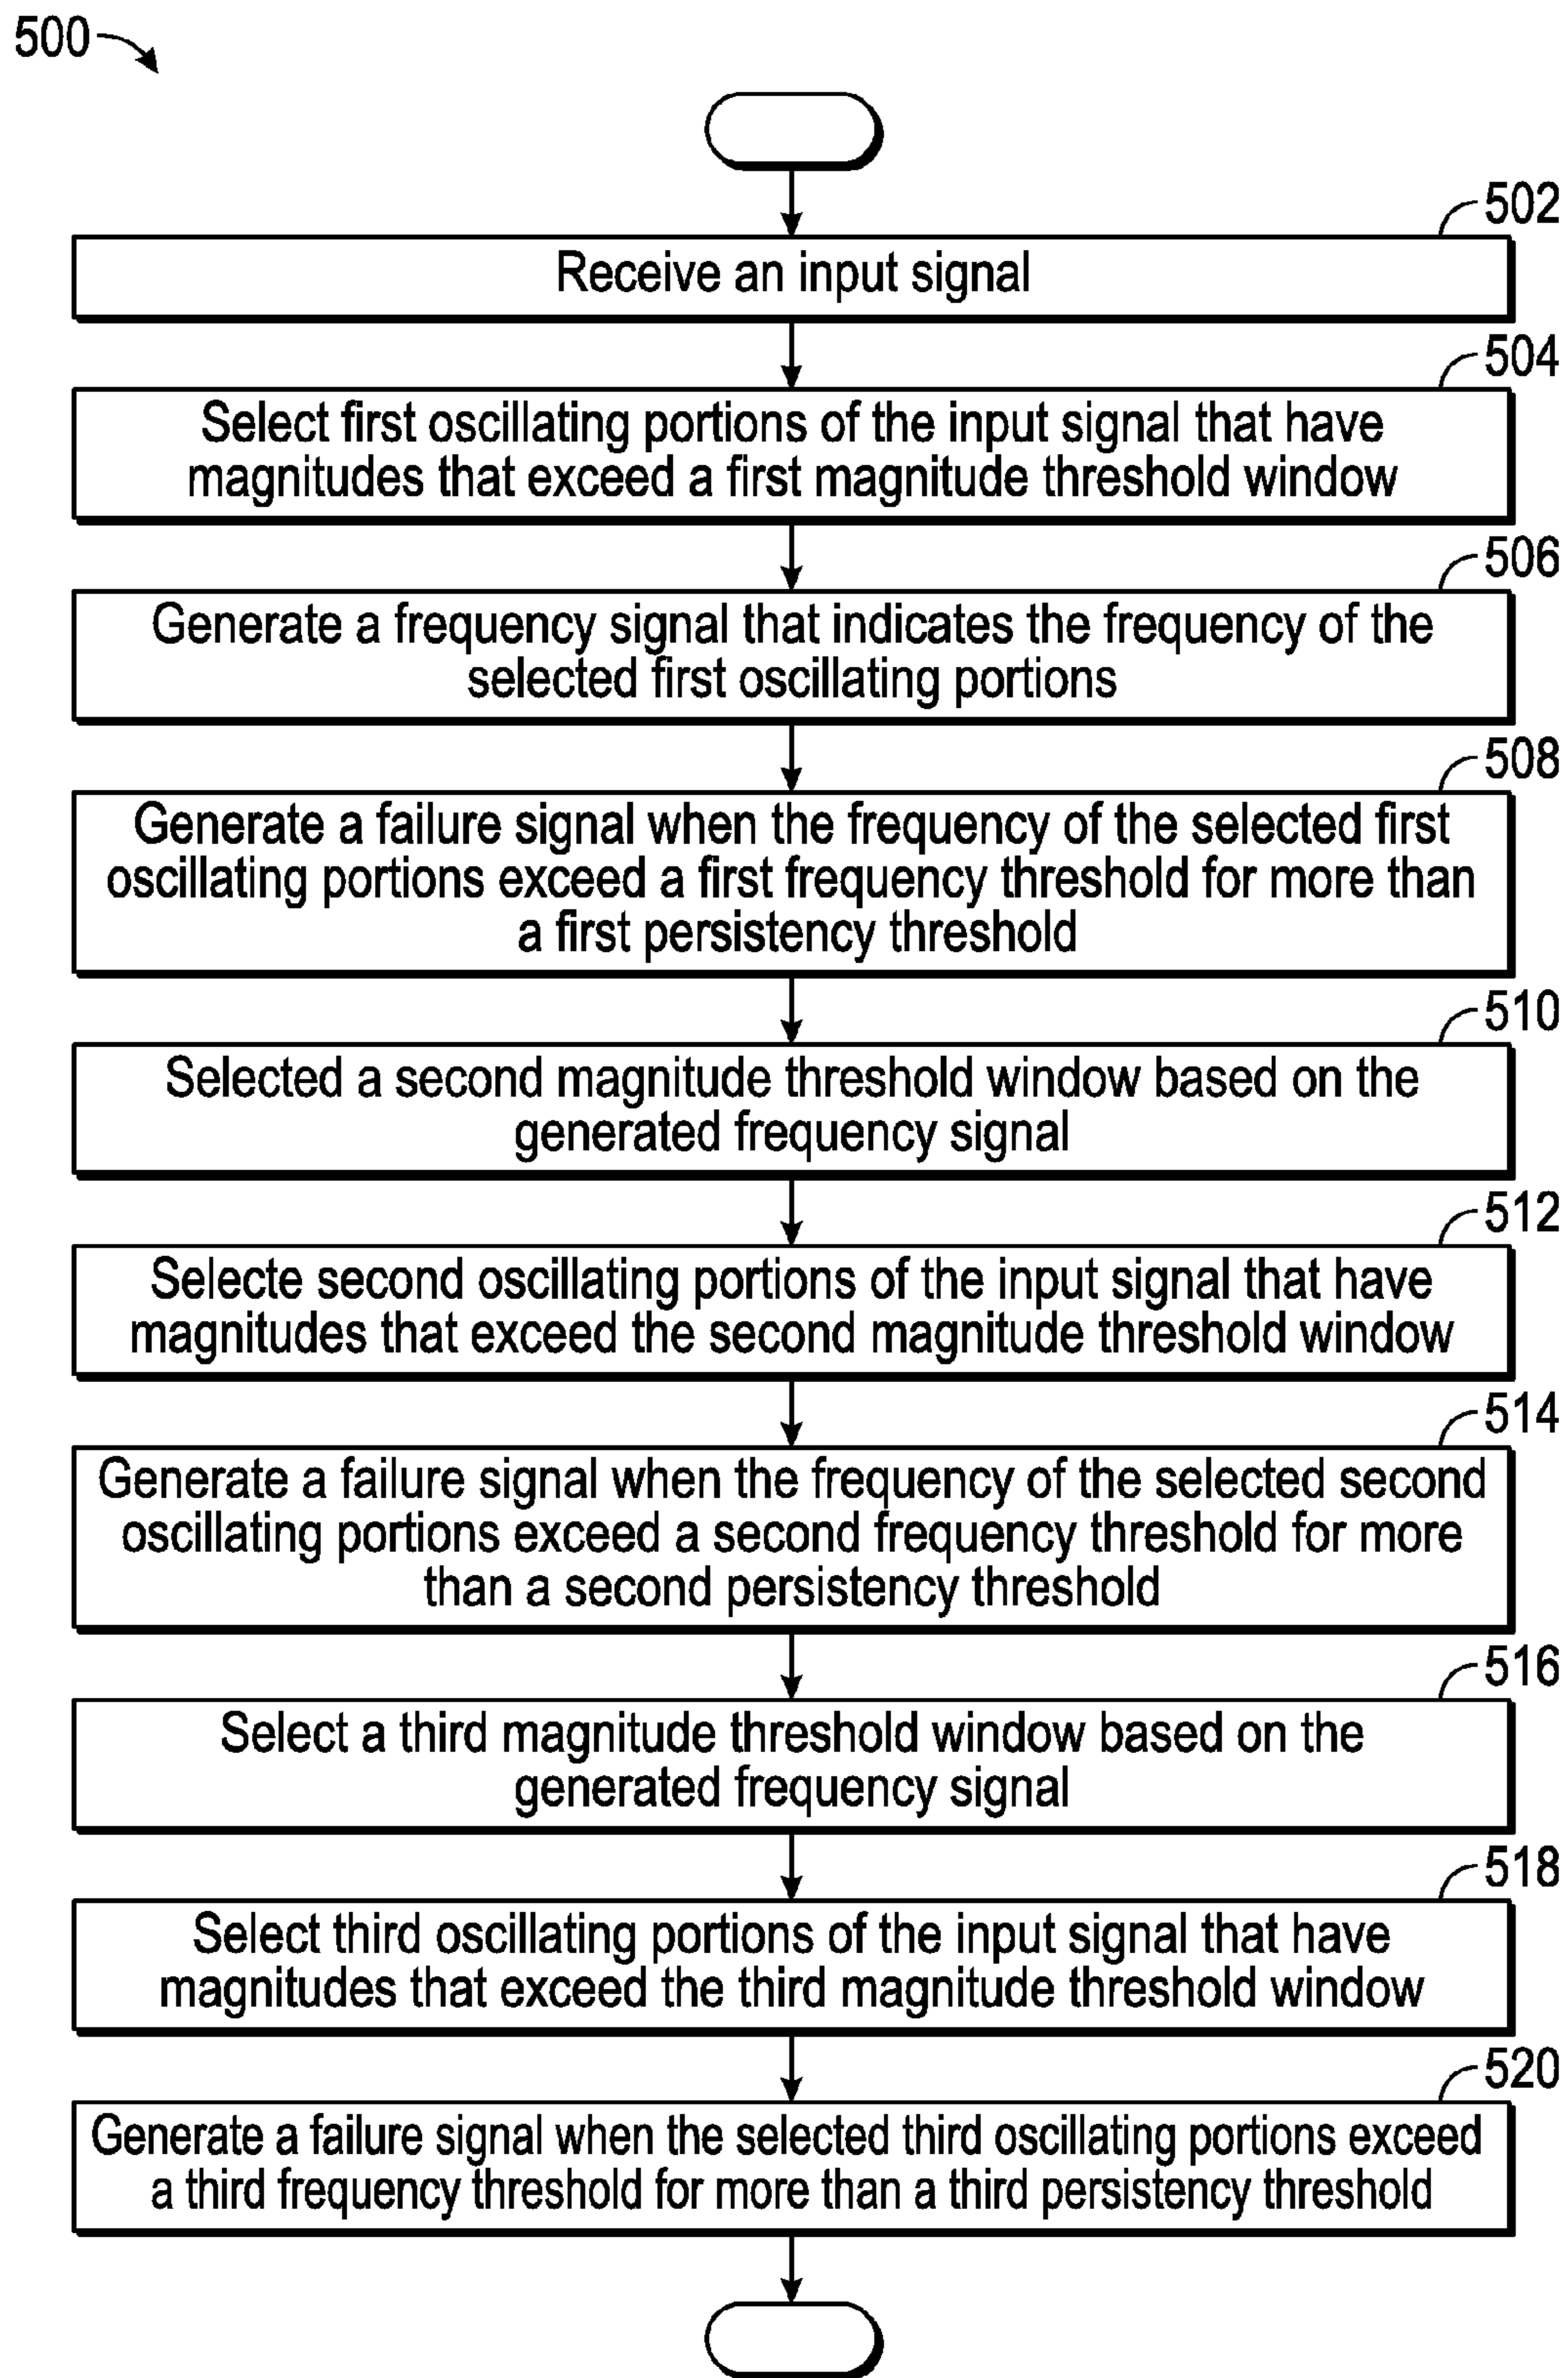 500
502
Receive an input signal
504
Select first oscillating portions of the input signal that have
magnitudes that exceed a first magnitude threshold window
506
Generate a frequency signal that indicates the frequency of the
selected first oscillating portions
508
Generate a failure signal when the frequency of the selected first
oscillating portions exceed a first frequency threshold for more than
a first persistency threshold
510
Selected a second magnitude threshold window based on the
generated frequency signal
512
Selecte second oscillating portions of the input signal that have
magnitudes that exceed the second magnitude threshold window
514
Generate a failure signal when the frequency of the selected second
oscillating portions exceed a second frequency threshold for more
than a second persistency threshold
516
Select a third magnitude threshold window based on the
generated frequency signal
518
Select third oscillating portions of the input signal that have
magnitudes that exceed the third magnitude threshold window
520
Generate a failure signal when the selected third oscillating portions exceed
a third frequency threshold for more than a third persistency threshold